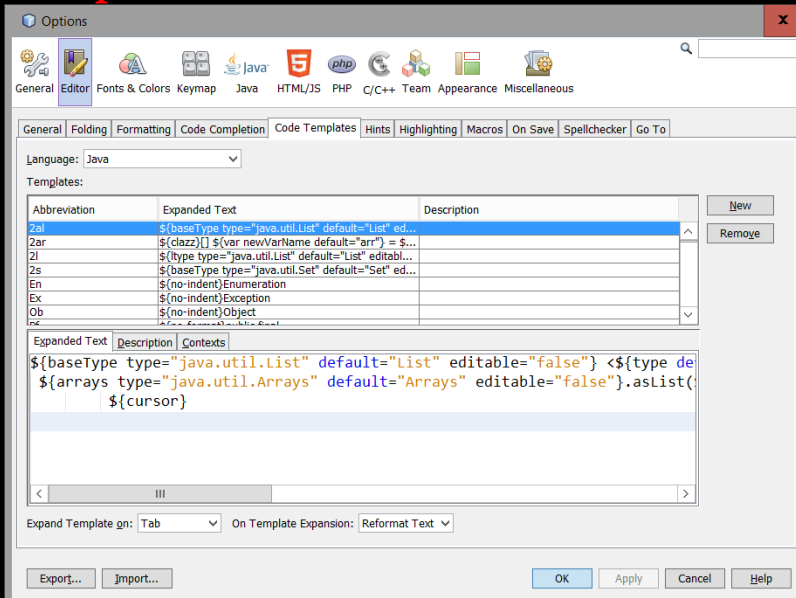 Options
x
General Editor Fonts & Colors Keymap Java HTML/JS PHP C/C++ Team Appearance Miscellaneous
General Folding Formatting Code Completion Code Templates Hints Highlighting Macros On Save Spellchecker Go To
Language: Java
Templates:
Abbreviation Expanded Text Description
New
2al ${baseType type="java.util.List" default="List" ed...
Remove
2ar ${clazz}[] ${var newVarName default="arr"} = $...
2l ${ltype type="java.util.List" default="List" editabl...
2s ${baseType type="java.util.Set" default="Set" ed...
En ${no-indent}Enumeration
Ex ${no-indent}Exception
Ob ${no-indent}Object
Expanded Text Description Contexts
${baseType type="java.util.List" default="List" editable="false"} <${type de
${arrays type="java.util.Arrays" default="Arrays" editable="false"}.asList(
${cursor}
Expand Template on: Tab On Template Expansion: Reformat Text
Export... Import... OK Apply Cancel Help